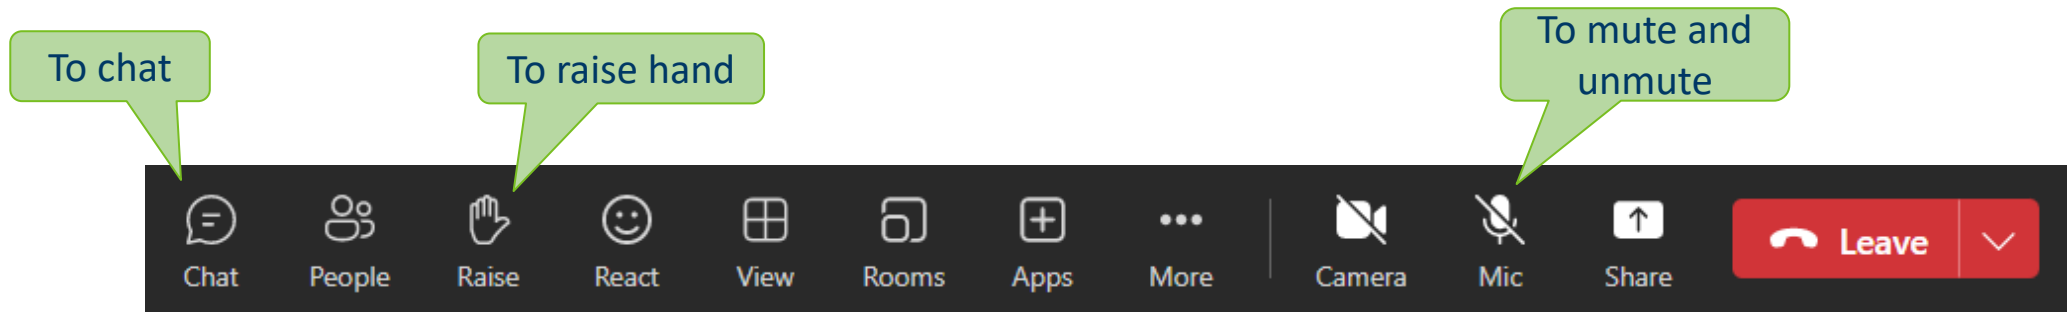 To chat
To raise hand
To mute and
unmute
Chat
People
Raise
React
View
Rooms
Apps
More
Camera
Mic
Share
Leave